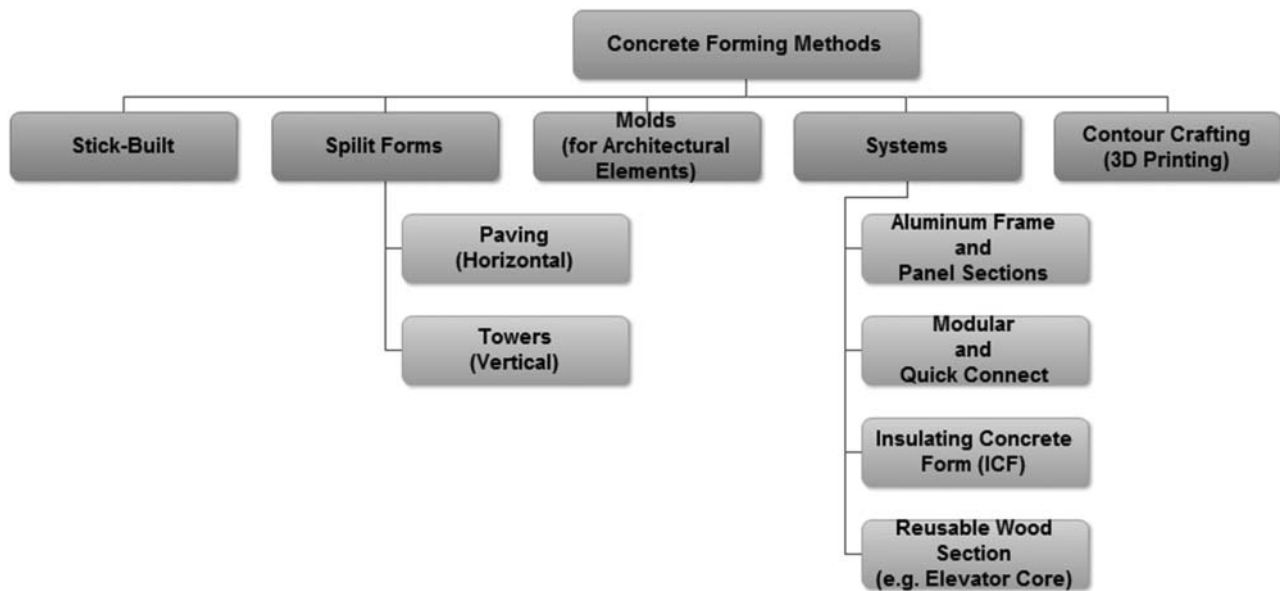 Concrete Forming Methods
Stick-Built
Spilit Forms
Molds
(for Architectural
Elements)
Systems
Contour Crafting
(3D Printing)
Paving
(Horizontal)
Towers
(Vertical)
Aluminum Frame
and
Panel Sections
Modular
and
Quick Connect
Insulating Concrete
Form (ICF)
Reusable Wood
Section
(e.g. Elevator Core)